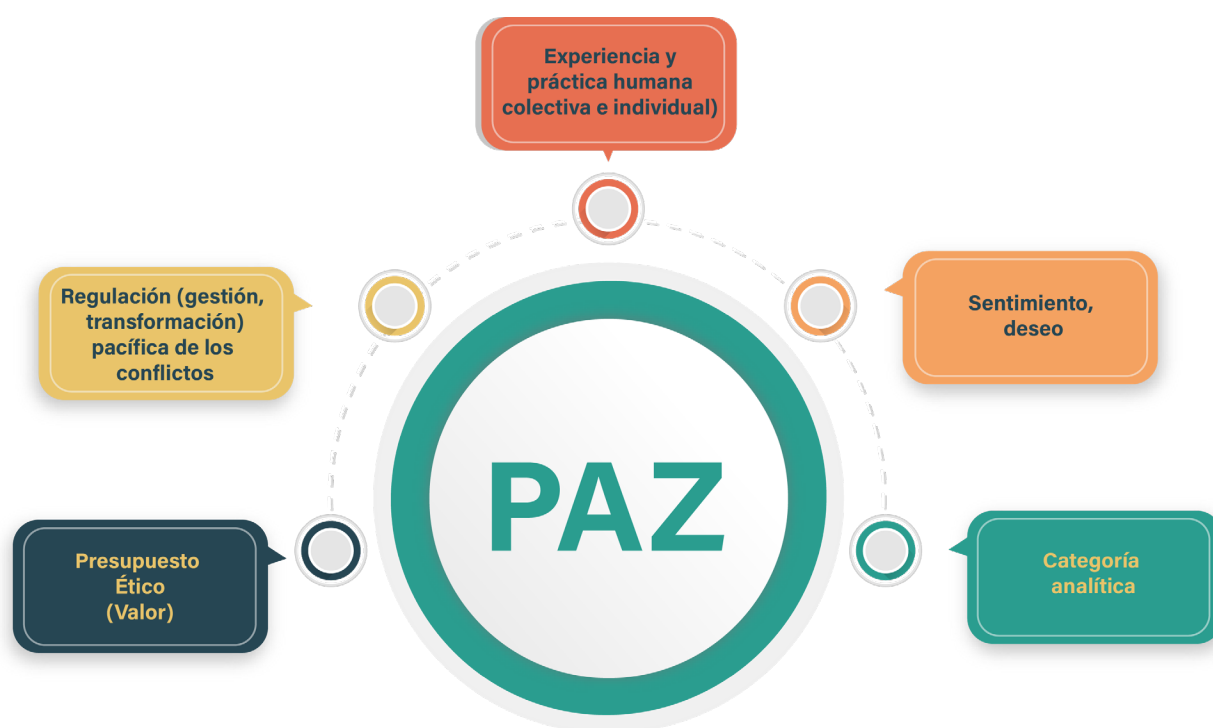 Experiencia y
práctica humana
colectiva e individual)
Regulación (gestión,
transformación)
pacífica de los
conflictos
Sentimiento,
deseo
PAZ
Presupuesto
Ético
(Valor)
Categoría
analítica